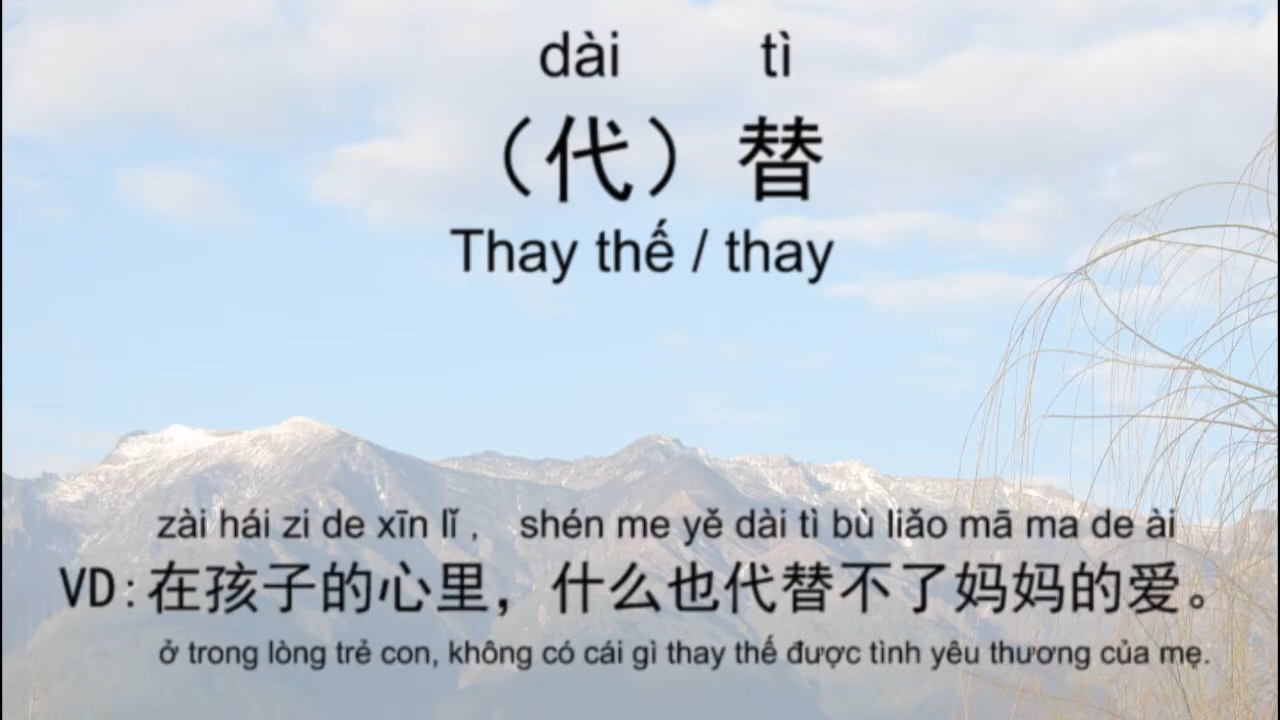 dài tì
（代）替
Thay thế / thay
zài hái zi de xīn lǐ， shén me yě dài tì bù liǎo mā ma de ài
VD:在孩子的心里，什么也代替不了妈妈的爱。
ở trong lòng trẻ con, không có cái gì thay thế được tình yêu thương của mẹ.